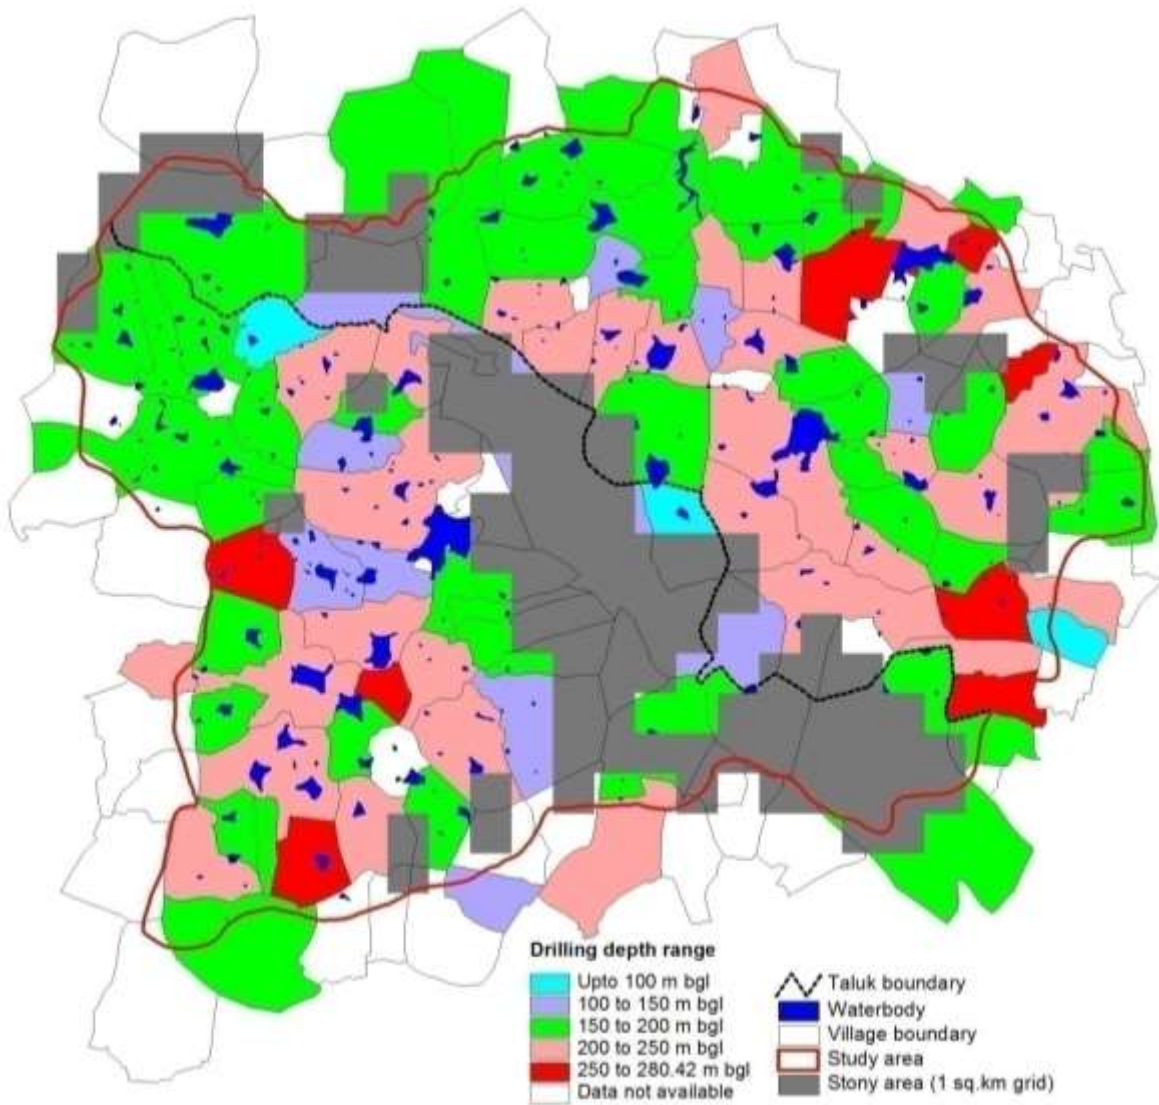 Drilling depth range
Upto 100 m bgl
100 to 150 m bgl
150 to 200 m bgl
200 to 250 m bgl
250 to 280.42 m bgl
Data not available
Taluk boundary
Waterbody
Village boundary
Study area
Stony area (1 sq.km grid)